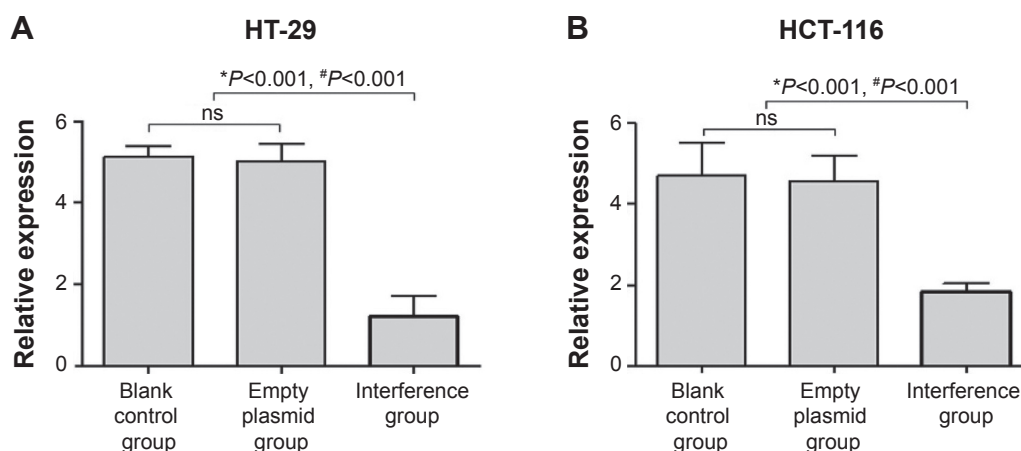 A
HT-29
*P<0.001, #P<0.001
ns
Relative expression
6
4
2
0
Blank
control
group
Empty
plasmid
group
Interference
group
B
HCT-116
*P<0.001, #P<0.001
ns
Relative expression
6
4
2
0
Blank
control
group
Empty
plasmid
group
Interference
group